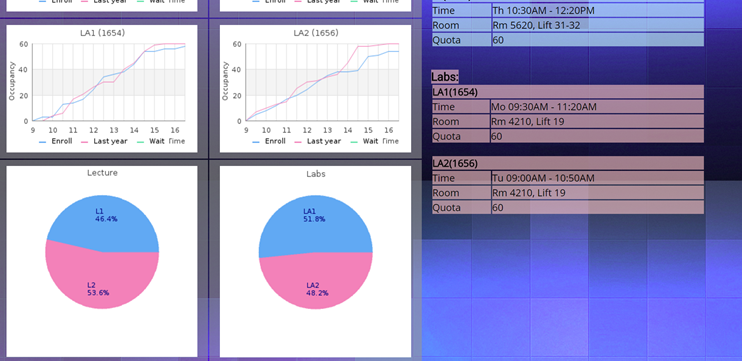 Enroll Last year Wait Time
Enroll Last year Wait Time
LA1 (1654)
60
40
20
0
Occupancy
9 10 11 12 13 14 15 16
Enroll Last year Wait Time
LA2 (1656)
60
40
20
0
Occupancy
9 10 11 12 13 14 15 16
Enroll Last year Wait Time
Lecture
L1
46.4%
L2
53.6%
Labs
LA1
51.8%
LA2
48.2%
Time Th 10:30AM - 12:20PM
Room Rm 5620, Lift 31-32
Quota 60
Labs:
LA1(1654)
Time Mo 09:30AM - 11:20AM
Room Rm 4210, Lift 19
Quota 60
LA2(1656)
Time Tu 09:00AM - 10:50AM
Room Rm 4210, Lift 19
Quota 60